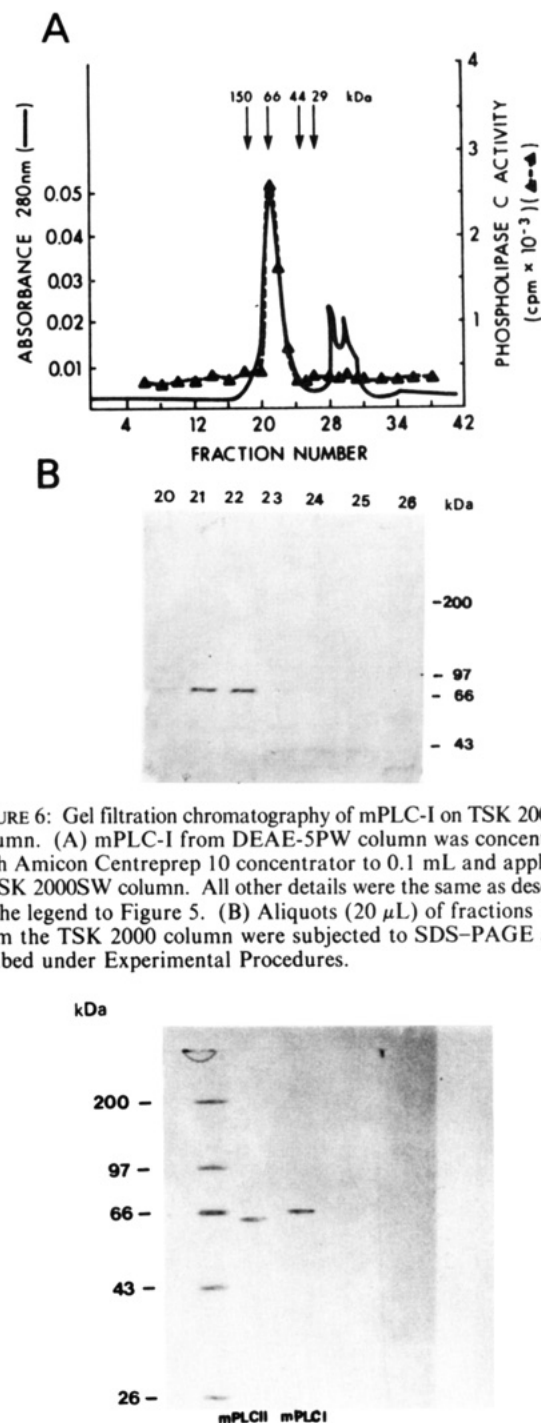 A
150 66 44 29 kDa
ABSORBANCE 280nm (—)
0.05
0.04
0.03
0.02
0.01
4
3
2
1
PHOSPHOLIPASE C ACTIVITY
(cpm × 10⁻³)(▲-▲)
4 12 20 28 34 42
FRACTION NUMBER
B
20 21 22 23 24 25 26 kDa
-200
- 97
- 66
- 43
URE 6: Gel filtration chromatography of mPLC-I on TSK 200
umn. (A) mPLC-I from DEAE-5PW column was concent
h Amicon Centreprep 10 concentrator to 0.1 mL and appl
SK 2000SW column. All other details were the same as des
the legend to Figure 5. (B) Aliquots (20 μL) of fractions
m the TSK 2000 column were subjected to SDS–PAGE
bed under Experimental Procedures.
kDa
200 –
97 –
66 –
43 –
26 –
mPLCII mPLCI